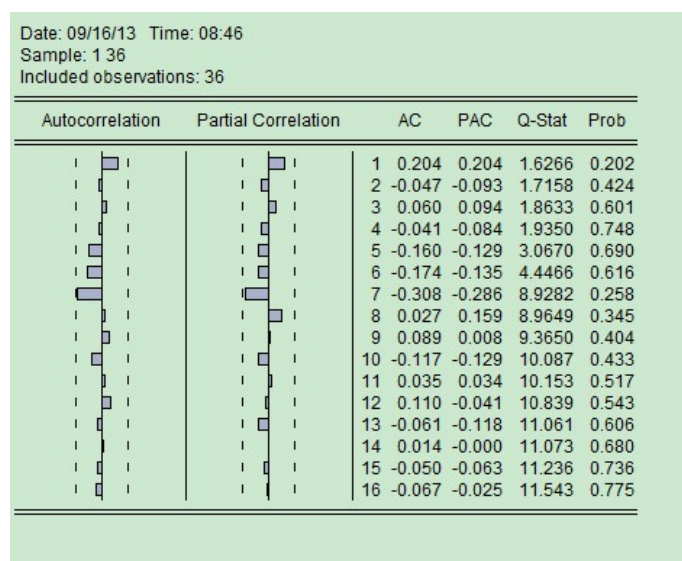 Date: 09/16/13 Time: 08:46
Sample: 1 36
Included observations: 36
Autocorrelation Partial Correlation AC PAC Q-Stat Prob
1 0.204 0.204 1.6266 0.202
2 -0.047 -0.093 1.7158 0.424
3 0.060 0.094 1.8633 0.601
4 -0.041 -0.084 1.9350 0.748
5 -0.160 -0.129 3.0670 0.690
6 -0.174 -0.135 4.4466 0.616
7 -0.308 -0.286 8.9282 0.258
8 0.027 0.159 8.9649 0.345
9 0.089 0.008 9.3650 0.404
10 -0.117 -0.129 10.087 0.433
11 0.035 0.034 10.153 0.517
12 0.110 -0.041 10.839 0.543
13 -0.061 -0.118 11.061 0.606
14 0.014 -0.000 11.073 0.680
15 -0.050 -0.063 11.236 0.736
16 -0.067 -0.025 11.543 0.775